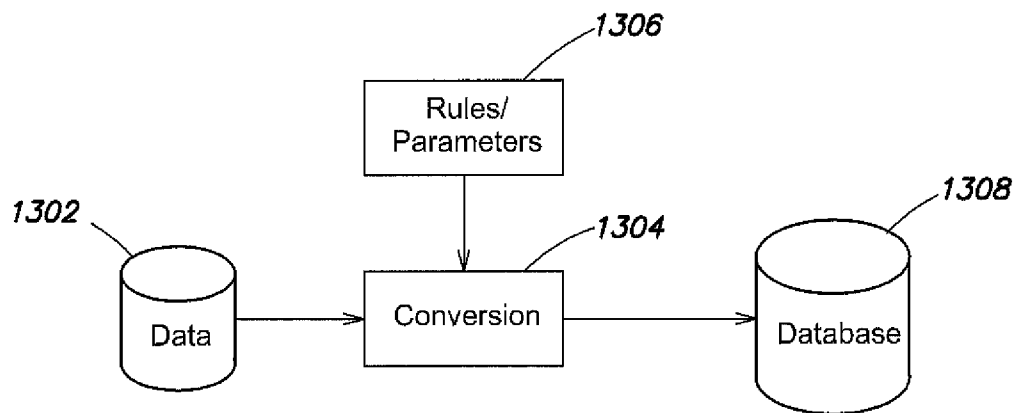 1306
Rules/
Parameters
1302
1304
1308
Data
Conversion
Database